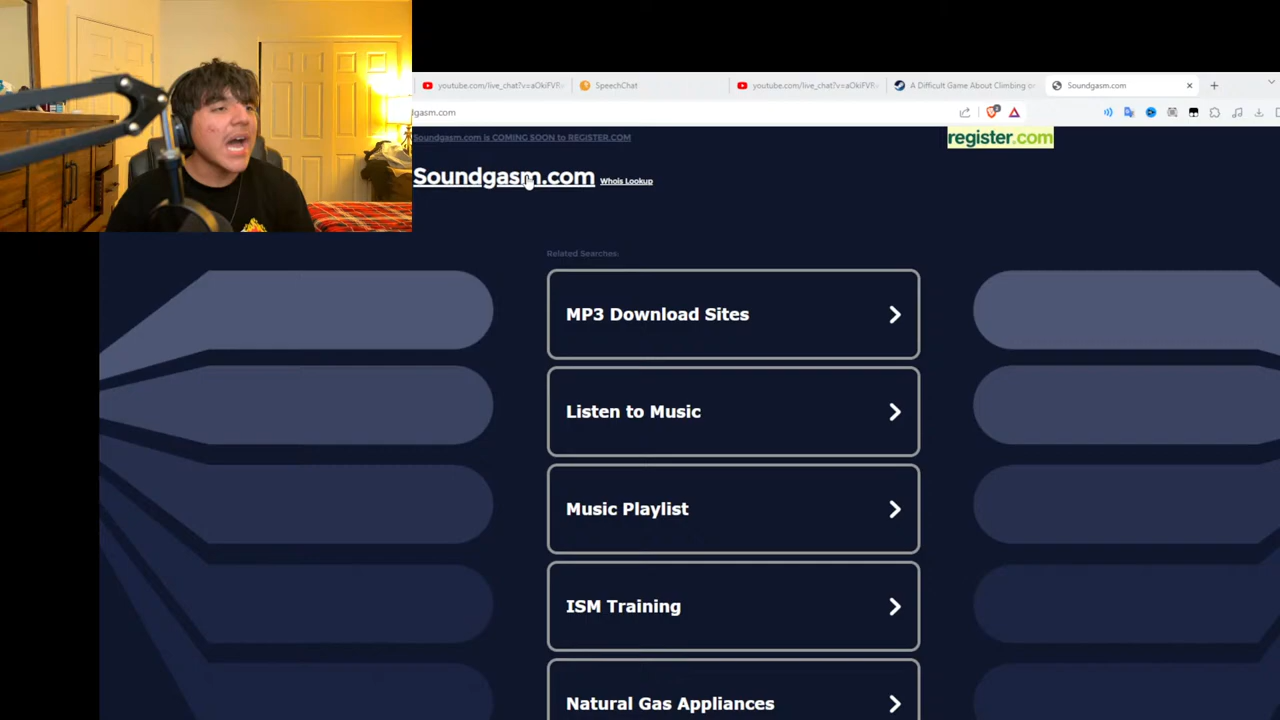 youtube.com/live_chat?v=aOkiFVR
SpeechChat
youtube.com/live_chat?v=aOkiFVR
A Difficult Game About Climbing on
Soundgasm.com
dgasm.com
Soundgasm.com is COMING SOON to REGISTER.COM
register.com
Soundgasm.com Whois Lookup
Related Searches:
MP3 Download Sites
Listen to Music
Music Playlist
ISM Training
Natural Gas Appliances